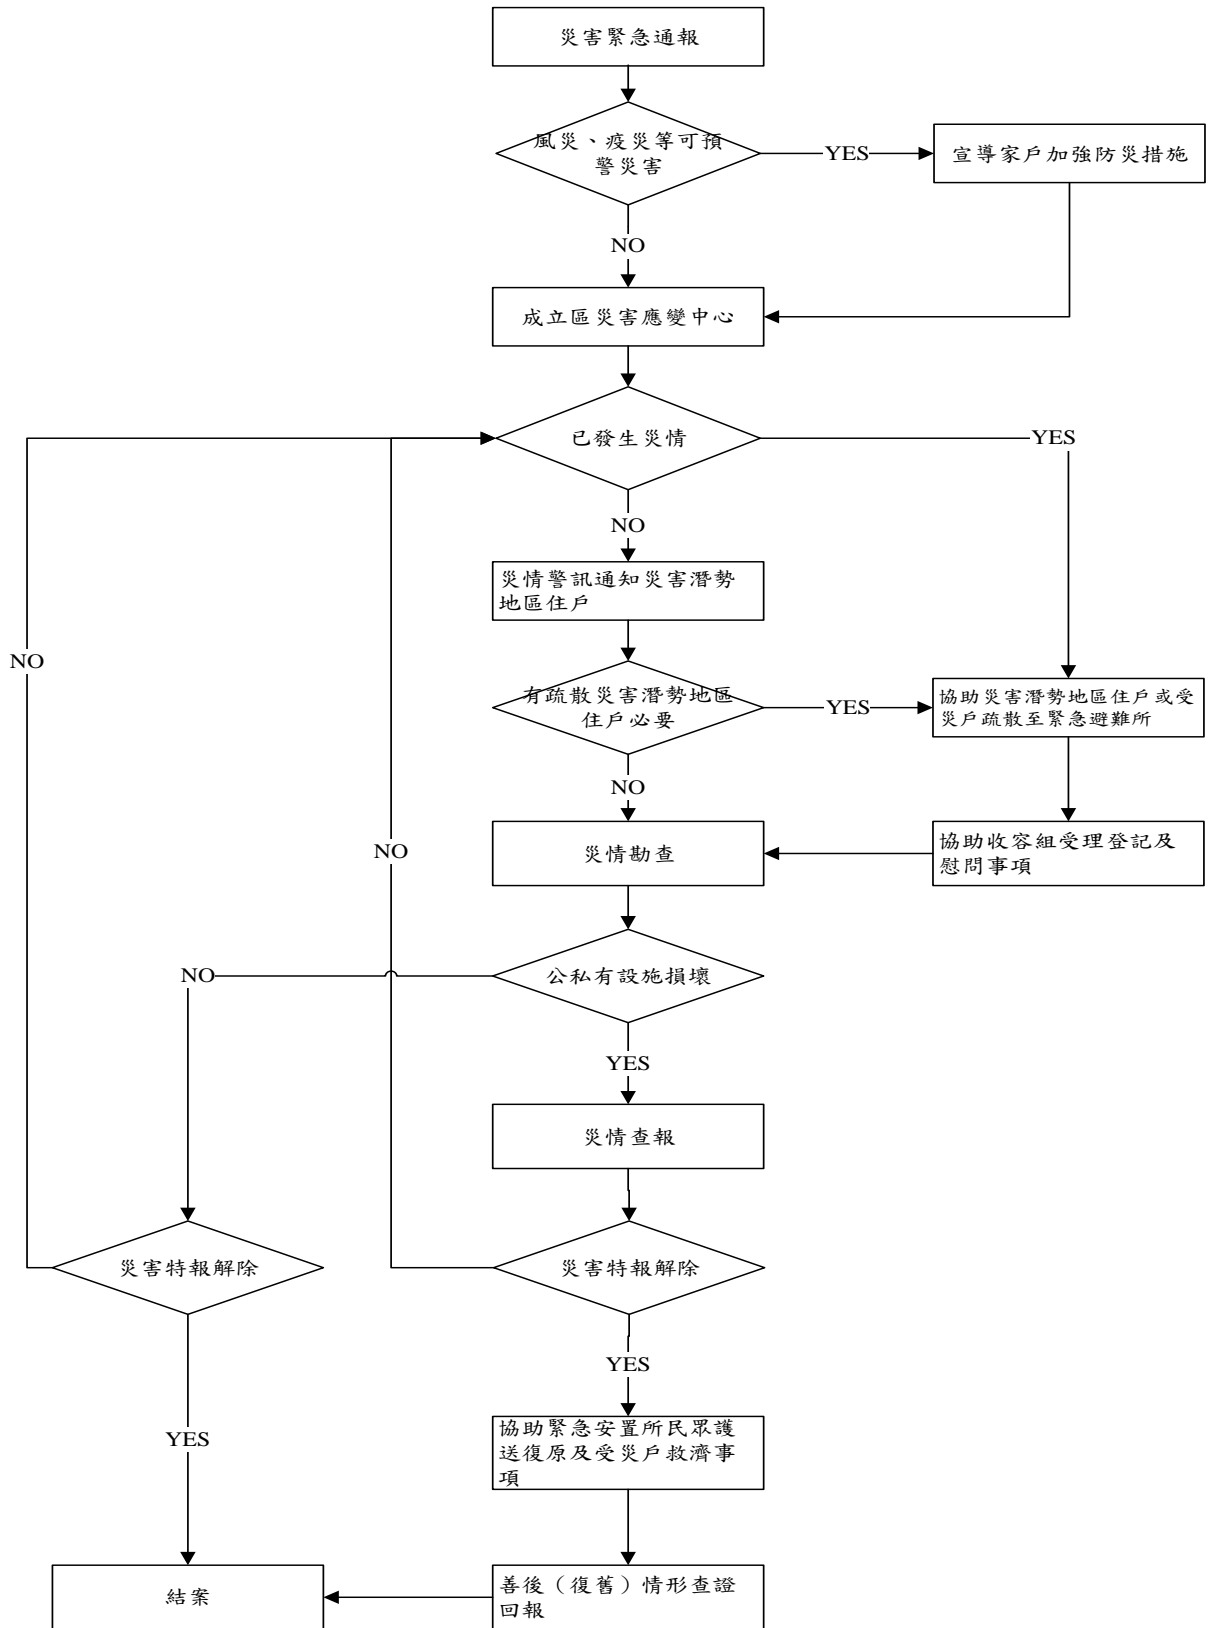 災害緊急通報
風災、疫災等可預
警災害
YES
宣導家戶加強防災措施
NO
成立區災害應變中心
已發生災情
YES
NO
災情警訊通知災害潛勢
地區住戶
NO
有疏散災害潛勢地區
住戶必要
YES
協助災害潛勢地區住戶或受
災戶疏散至緊急避難所
NO
災情勘查
NO
協助收容組受理登記及
慰問事項
公私有設施損壞
NO
YES
災情查報
災害特報解除
災害特報解除
YES
YES
協助緊急安置所民眾護
送復原及受災戶救濟事
項
結案
善後（復舊）情形查證
回報